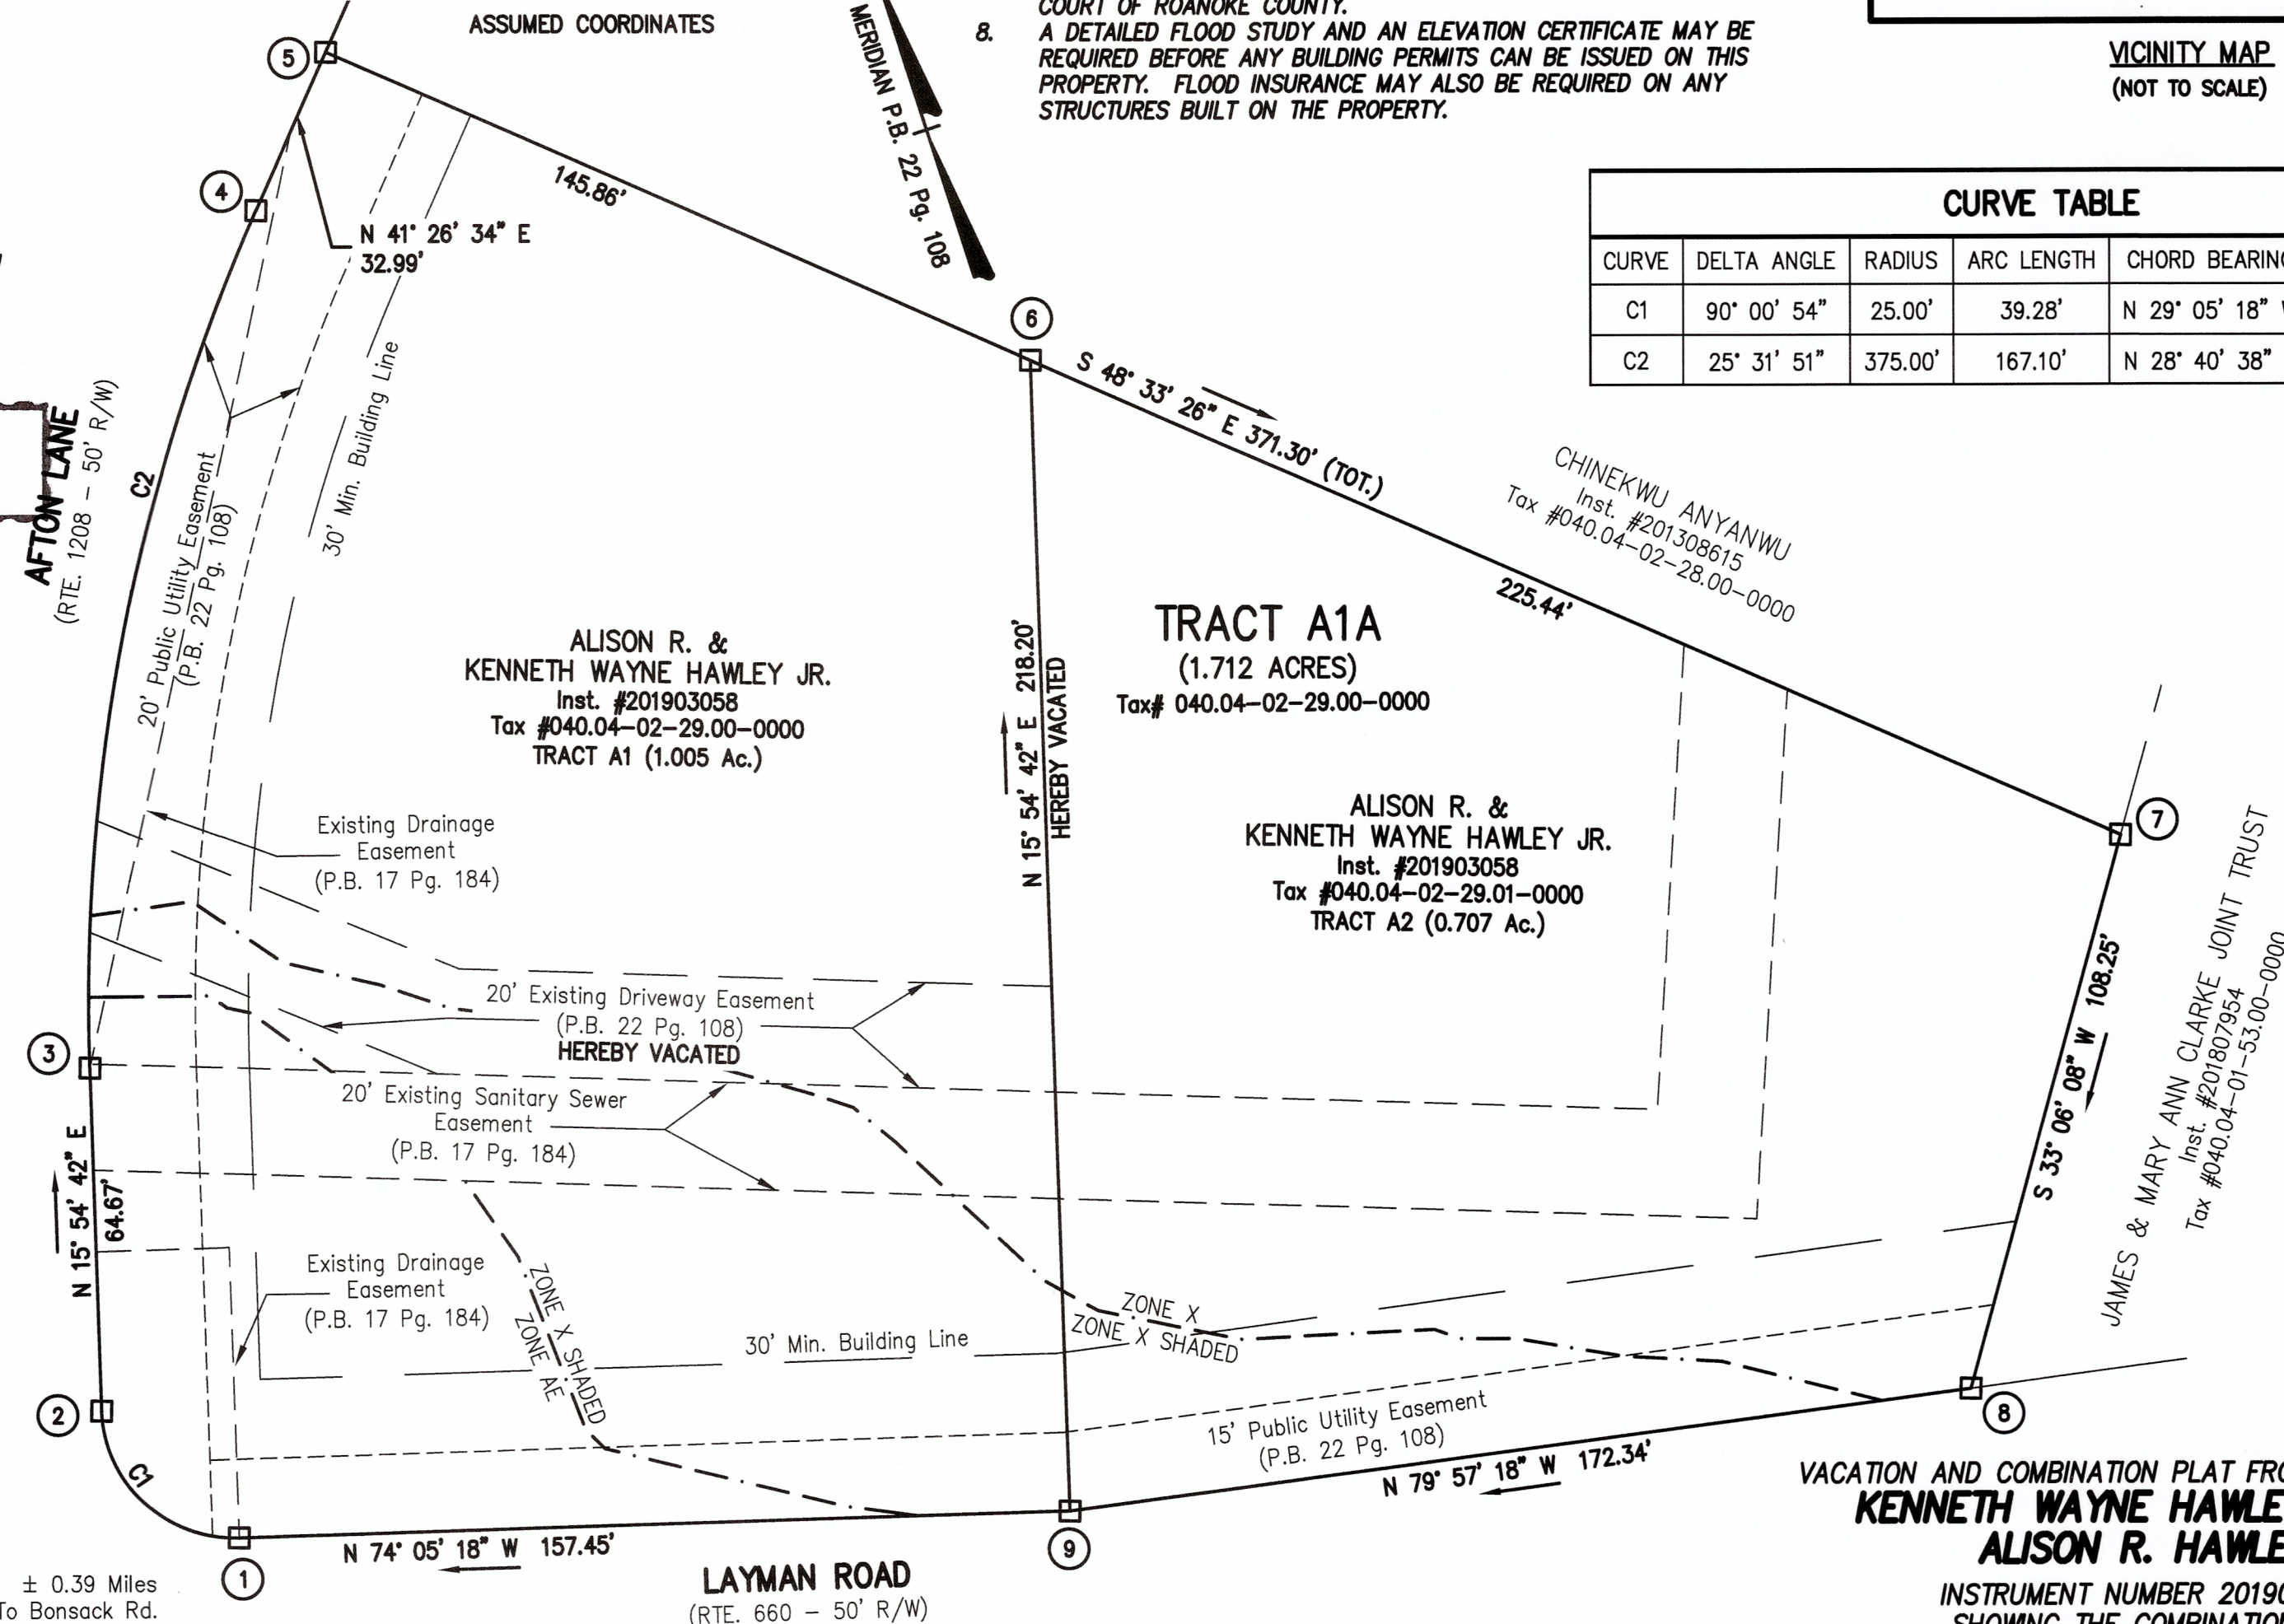 ASSUMED COORDINATES
MERIDIAN P.B. 22 Pg. 108
COURT OF ROANOKE COUNTY.
8. A DETAILED FLOOD STUDY AND AN ELEVATION CERTIFICATE MAY BE
REQUIRED BEFORE ANY BUILDING PERMITS CAN BE ISSUED ON THIS
PROPERTY. FLOOD INSURANCE MAY ALSO BE REQUIRED ON ANY
STRUCTURES BUILT ON THE PROPERTY.
VICINITY MAP
(NOT TO SCALE)
CURVE TABLE
CURVE DELTA ANGLE RADIUS ARC LENGTH CHORD BEARING
C1 90° 00' 54" 25.00' 39.28' N 29° 05' 18"
C2 25° 31' 51" 375.00' 167.10' N 28° 40' 38"
5
4
N 41° 26' 34" E
32.99'
145.86'
6
S 48° 33' 26" E 371.30' (TOT.)
CHINEKWU ANYANWU
Inst. #201308615
Tax #040.04-02-28.00-0000
225.44'
AFTON LANE
(RTE. 1208 - 50' R/W)
C2
20' Public Utility Easement
(P.B. 22 Pg. 108)
30' Min. Building Line
ALISON R. &
KENNETH WAYNE HAWLEY JR.
Inst. #201903058
Tax #040.04-02-29.00-0000
TRACT A1 (1.005 Ac.)
N 15° 54' 42" E 218.20'
HEREBY VACATED
TRACT A1A
(1.712 ACRES)
Tax# 040.04-02-29.00-0000
ALISON R. &
KENNETH WAYNE HAWLEY JR.
Inst. #201903058
Tax #040.04-02-29.01-0000
TRACT A2 (0.707 Ac.)
7
S 33° 06' 08" W 108.25'
JAMES & MARY ANN CLARKE JOINT TRUST
Inst. #201807954
Tax #040.04-01-53.00-0000
Existing Drainage
Easement
(P.B. 17 Pg. 184)
20' Existing Driveway Easement
(P.B. 22 Pg. 108)
HEREBY VACATED
3
20' Existing Sanitary Sewer
Easement
(P.B. 17 Pg. 184)
N 15° 54' 42" E
64.67'
Existing Drainage
Easement
(P.B. 17 Pg. 184)
ZONE X SHADED
ZONE AE
30' Min. Building Line
ZONE X
ZONE X SHADED
2
C1
15' Public Utility Easement
(P.B. 22 Pg. 108)
8
N 79° 57' 18" W 172.34'
N 74° 05' 18" W 157.45'
1
9
LAYMAN ROAD
(RTE. 660 - 50' R/W)
± 0.39 Miles
To Bonsack Rd.
VACATION AND COMBINATION PLAT
KENNETH WAYNE
ALISON R.
INSTRUMENT NUMBER
SHOWING THE